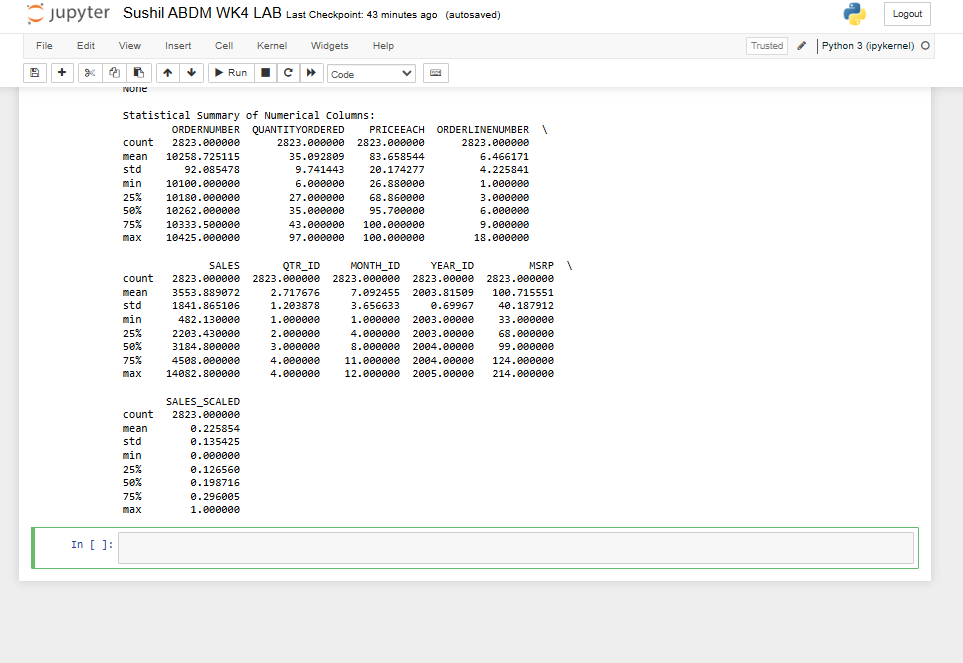 jupyter Sushil ABDM WK4 LAB Last Checkpoint: 43 minutes ago (autosaved) Logout
File Edit View Insert Cell Kernel Widgets Help Trusted Python 3 (ipykernel)
Run Code
None
Statistical Summary of Numerical Columns:
ORDERNUMBER QUANTITYORDERED PRICEEACH ORDERLINENUMBER \
count 2823.000000 2823.000000 2823.000000 2823.000000
mean 10258.725115 35.092809 83.658544 6.466171
std 92.085478 9.741443 20.174277 4.225841
min 10100.000000 6.000000 26.880000 1.000000
25% 10180.000000 27.000000 68.860000 3.000000
50% 10262.000000 35.000000 95.700000 6.000000
75% 10333.500000 43.000000 100.000000 9.000000
max 10425.000000 97.000000 100.000000 18.000000
SALES QTR_ID MONTH_ID YEAR_ID MSRP \
count 2823.000000 2823.000000 2823.000000 2823.00000 2823.000000
mean 3553.889072 2.717676 7.092455 2003.81509 100.715551
std 1841.865106 1.203878 3.656633 0.69967 40.187912
min 482.130000 1.000000 1.000000 2003.00000 33.000000
25% 2203.430000 2.000000 4.000000 2003.00000 68.000000
50% 3184.800000 3.000000 8.000000 2004.00000 99.000000
75% 4508.000000 4.000000 11.000000 2004.00000 124.000000
max 14082.800000 4.000000 12.000000 2005.00000 214.000000
SALES_SCALED
count 2823.000000
mean 0.225854
std 0.135425
min 0.000000
25% 0.126560
50% 0.198716
75% 0.296005
max 1.000000
In [ ]: